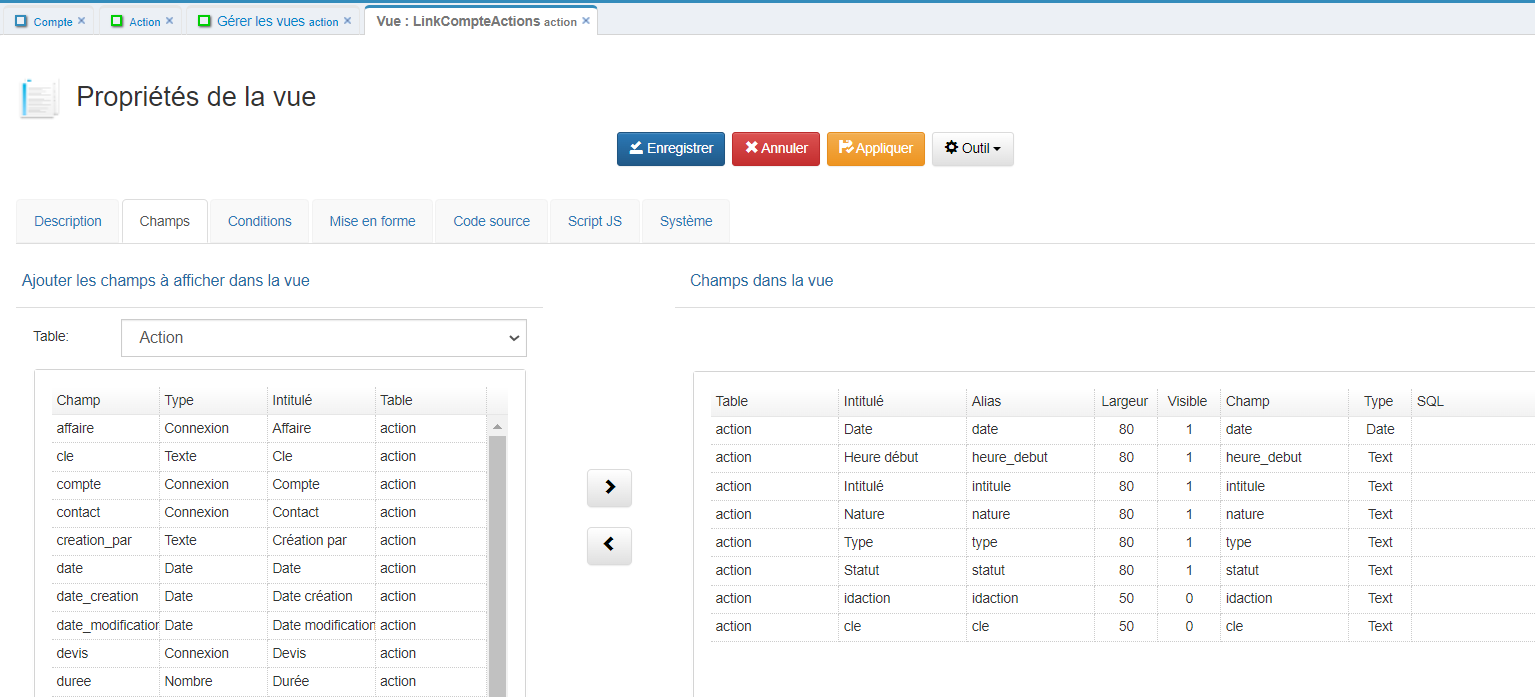 Compte × Action × Gérer les vues action × Vue : LinkCompteActions action ×
Propriétés de la vue
Enregistrer Annuler Appliquer Outil
Description Champs Conditions Mise en forme Code source Script JS Système
Ajouter les champs à afficher dans la vue
Table: Action
Champ Type Intitulé Table
affaire Connexion Affaire action
cle Texte Cle action
compte Connexion Compte action
contact Connexion Contact action
creation_par Texte Création par action
date Date Date action
date_creation Date Date création action
date_modification Date Date modification action
devis Connexion Devis action
duree Nombre Durée action
Champs dans la vue
Table Intitulé Alias Largeur Visible Champ Type SQL
action Date date 80 1 date Date
action Heure début heure_debut 80 1 heure_debut Text
action Intitulé intitule 80 1 intitule Text
action Nature nature 80 1 nature Text
action Type type 80 1 type Text
action Statut statut 80 1 statut Text
action idaction idaction 50 0 idaction Text
action cle cle 50 0 cle Text